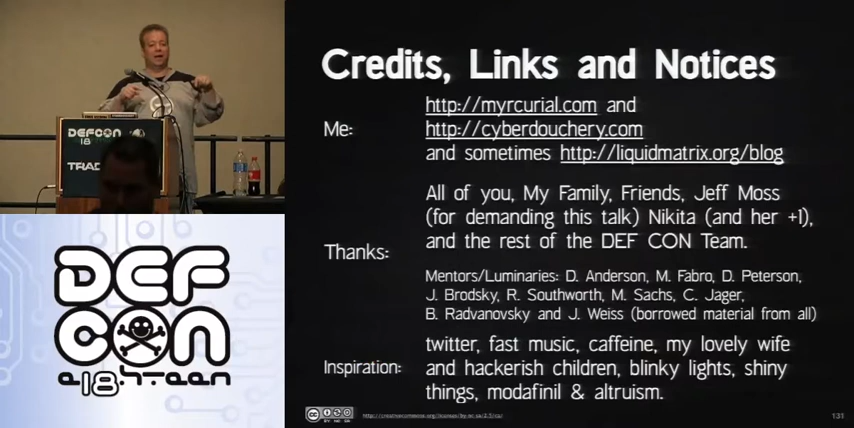 Credits, Links and Notices
Me:
http://myrcurial.com and
http://cyberdouchery.com
and sometimes http://liquidmatrix.org/blog
Thanks:
All of you, My Family, Friends, Jeff Moss
(for demanding this talk) Nikita (and her +1),
and the rest of the DEF CON Team.
Mentors/Luminaries: D. Anderson, M. Fabro, D. Peterson,
J. Brodsky, R. Southworth, M. Sachs, C. Jager,
B. Radvanovsky and J. Weiss (borrowed material from all)
Inspiration:
twitter, fast music, caffeine, my lovely wife
and hackerish children, blinky lights, shiny
things, modafinil & altruism.
131
DEFCON
18
TRAC
DEF
CON
e18hteen